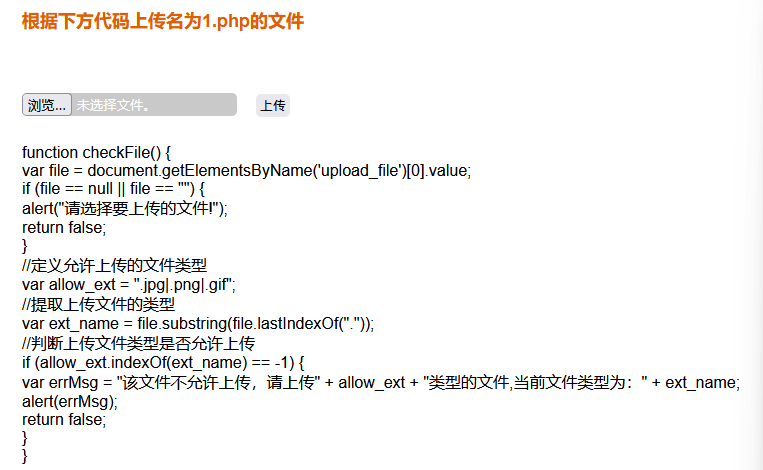 根据下方代码上传名为1.php的文件
浏览... 未选择文件。 上传
function checkFile() {
var file = document.getElementsByName('upload_file')[0].value;
if (file == null || file == "") {
alert("请选择要上传的文件!");
return false;
}
//定义允许上传的文件类型
var allow_ext = ".jpg|.png|.gif";
//提取上传文件的类型
var ext_name = file.substring(file.lastIndexOf("."));
//判断上传文件类型是否允许上传
if (allow_ext.indexOf(ext_name) == -1) {
var errMsg = "该文件不允许上传，请上传" + allow_ext + "类型的文件,当前文件类型为：" + ext_name;
alert(errMsg);
return false;
}
}